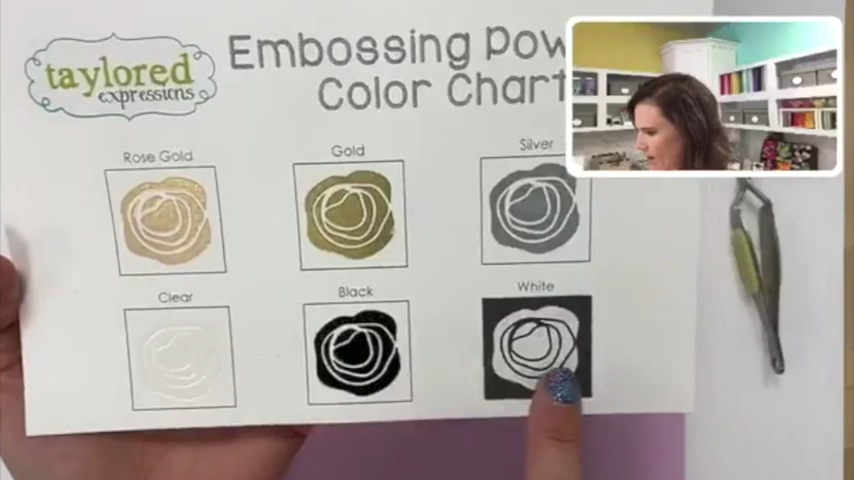 taylored
expressions
Embossing Pow
Color Chart
Rose Gold
Gold
Silver
Clear
Black
White